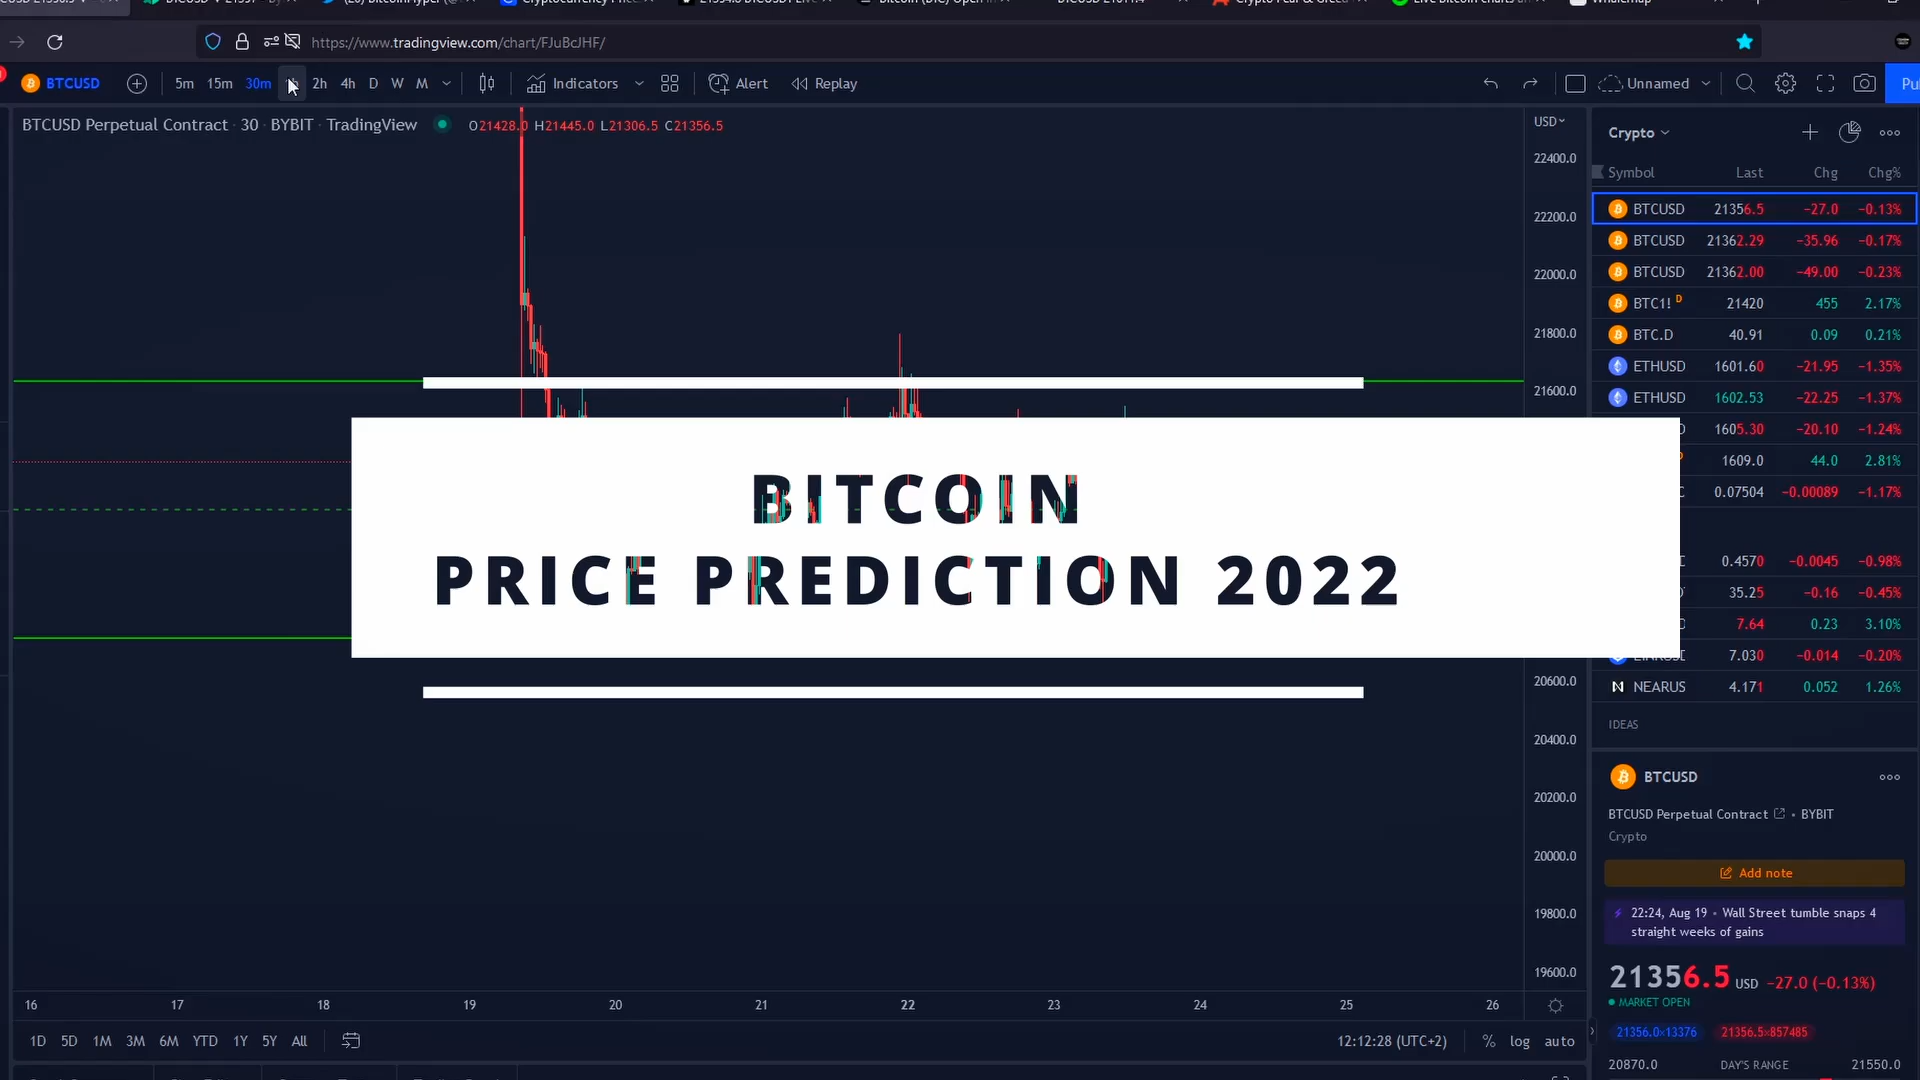 https://www.tradingview.com/chart/FJuBcJHF/
BTCUSD 5m 15m 30m 2h 4h D W M Indicators Alert Replay Unnamed
BTCUSD Perpetual Contract · 30 · BYBIT · TradingView O21428.0 H21445.0 L21306.5 C21356.5
USD
22400.0
22200.0
22000.0
21800.0
21600.0
20600.0
20400.0
20200.0
20000.0
19800.0
19600.0
BITCOIN
PRICE PREDICTION 2022
16 17 18 19 20 21 22 23 24 25 26
1D 5D 1M 3M 6M YTD 1Y 5Y All 12:12:28 (UTC+2) % log auto
Crypto
Symbol Last Chg Chg%
BTCUSD 21356.5 −27.0 −0.13%
BTCUSD 21362.29 −35.96 −0.17%
BTCUSD 21362.00 −49.00 −0.23%
BTC1! D 21420 455 2.17%
BTC.D 40.91 0.09 0.21%
ETHUSD 1601.60 −21.95 −1.35%
ETHUSD 1602.53 −22.25 −1.37%
1605.30 −20.10 −1.24%
1609.0 44.0 2.81%
0.07504 −0.00089 −1.17%
0.4570 −0.0045 −0.98%
35.25 −0.16 −0.45%
7.64 0.23 3.10%
7.030 −0.014 −0.20%
NEARUS 4.171 0.052 1.26%
IDEAS
BTCUSD
BTCUSD Perpetual Contract • BYBIT
Crypto
Add note
22:24, Aug 19 • Wall Street tumble snaps 4
straight weeks of gains
21356.5 USD −27.0 (−0.13%)
MARKET OPEN
21356.0×13376 21356.5×857485
20870.0 DAY'S RANGE 21550.0